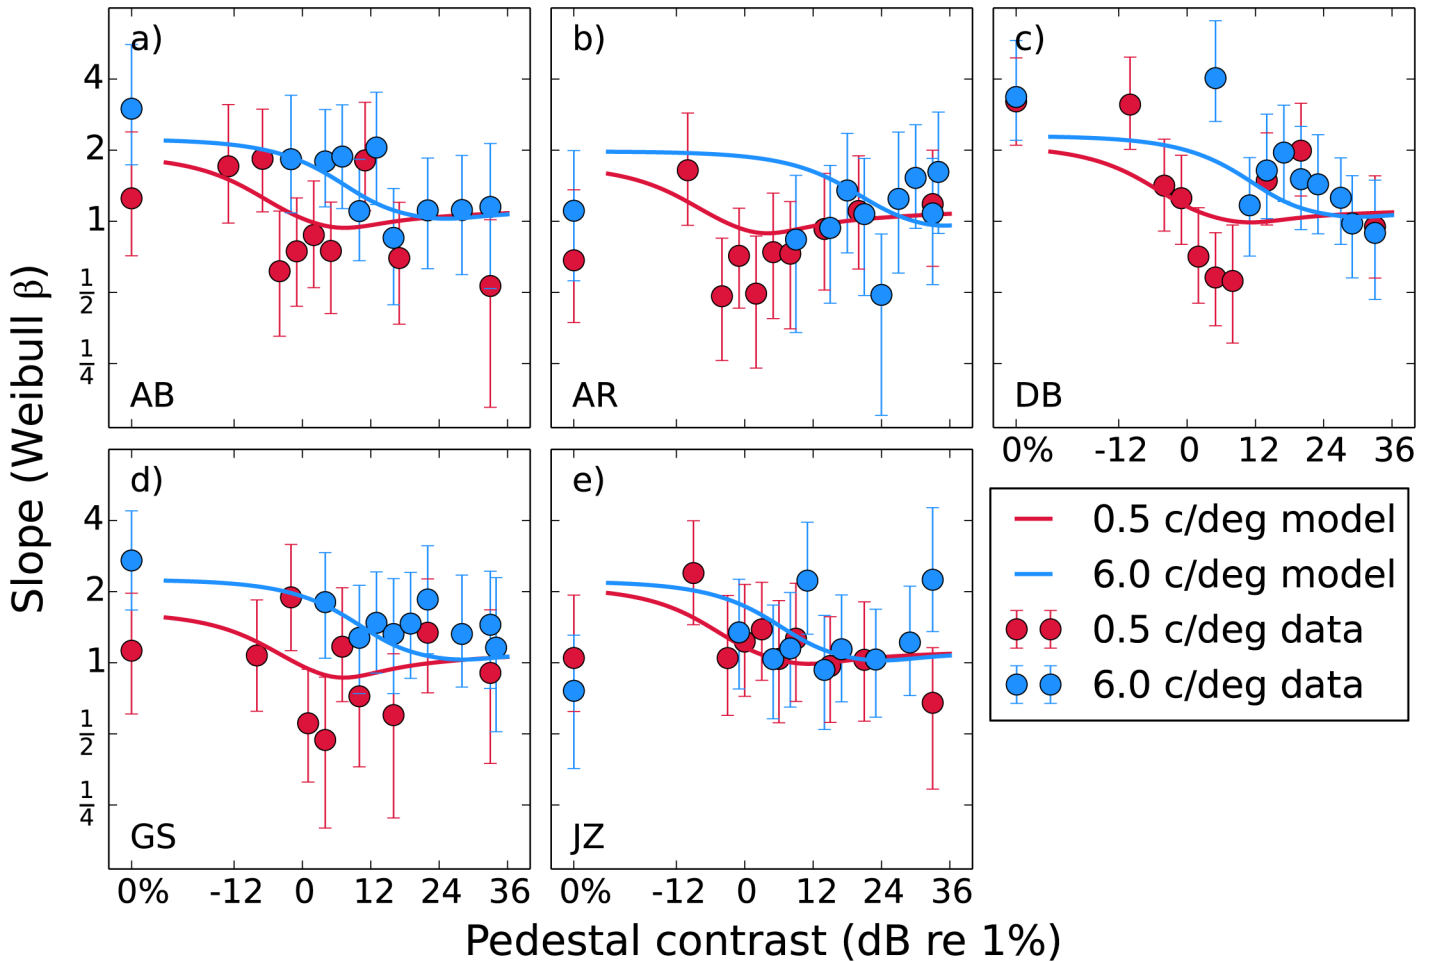 a)
b)
c)
4
2
1
1/2
1/4
AB
AR
DB
0% -12 0 12 24 36
Slope (Weibull β)
d)
e)
4
2
1
1/2
1/4
GS
JZ
0% -12 0 12 24 36
0% -12 0 12 24 36
0.5 c/deg model
6.0 c/deg model
0.5 c/deg data
6.0 c/deg data
Pedestal contrast (dB re 1%)